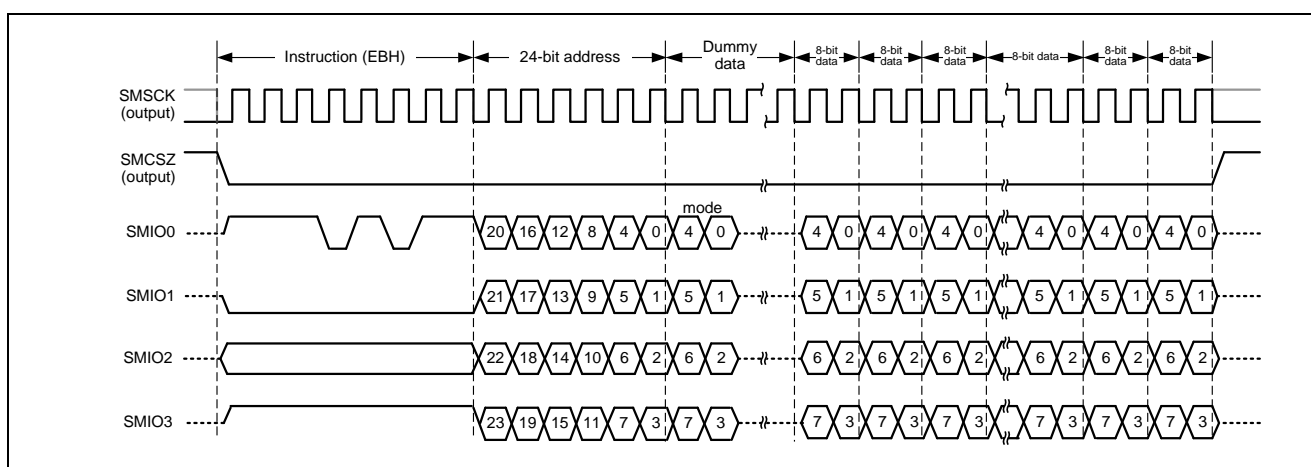 Instruction (EBH) 24-bit address Dummy data 8-bit data 8-bit data 8-bit data 8-bit data 8-bit data 8-bit data
SMSCK
(output)
SMCSZ
(output)
mode
SMIO0 20 16 12 8 4 0 4 0 4 0 4 0 4 0 4 0 4 0 4 0
SMIO1 21 17 13 9 5 1 5 1 5 1 5 1 5 1 5 1 5 1 5 1
SMIO2 22 18 14 10 6 2 6 2 6 2 6 2 6 2 6 2 6 2 6 2
SMIO3 23 19 15 11 7 3 7 3 7 3 7 3 7 3 7 3 7 3 7 3